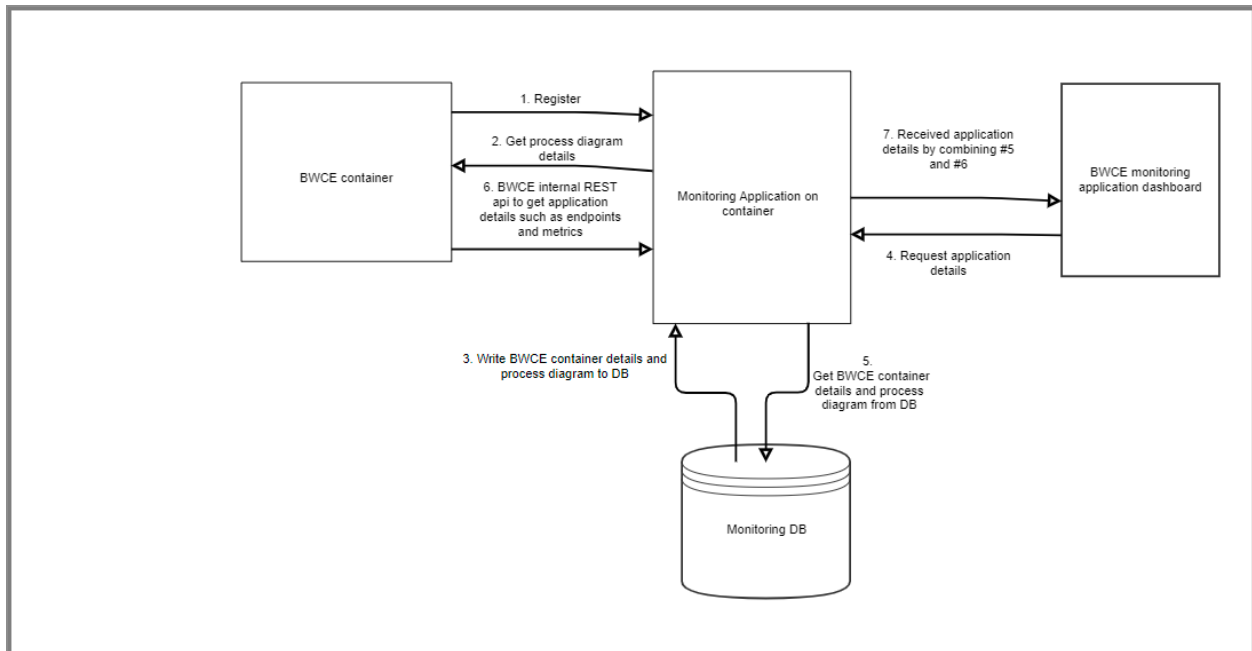 1. Register
2. Get process diagram
details
BWCE container
6. BWCE internal REST
api to get application
details such as endpoints
and metrics
Monitoring Application on
container
7. Received application
details by combining #5
and #6
BWCE monitoring
application dashboard
4. Request application
details
3. Write BWCE container details and
process diagram to DB
5.
Get BWCE container
details and process
diagram from DB
Monitoring DB